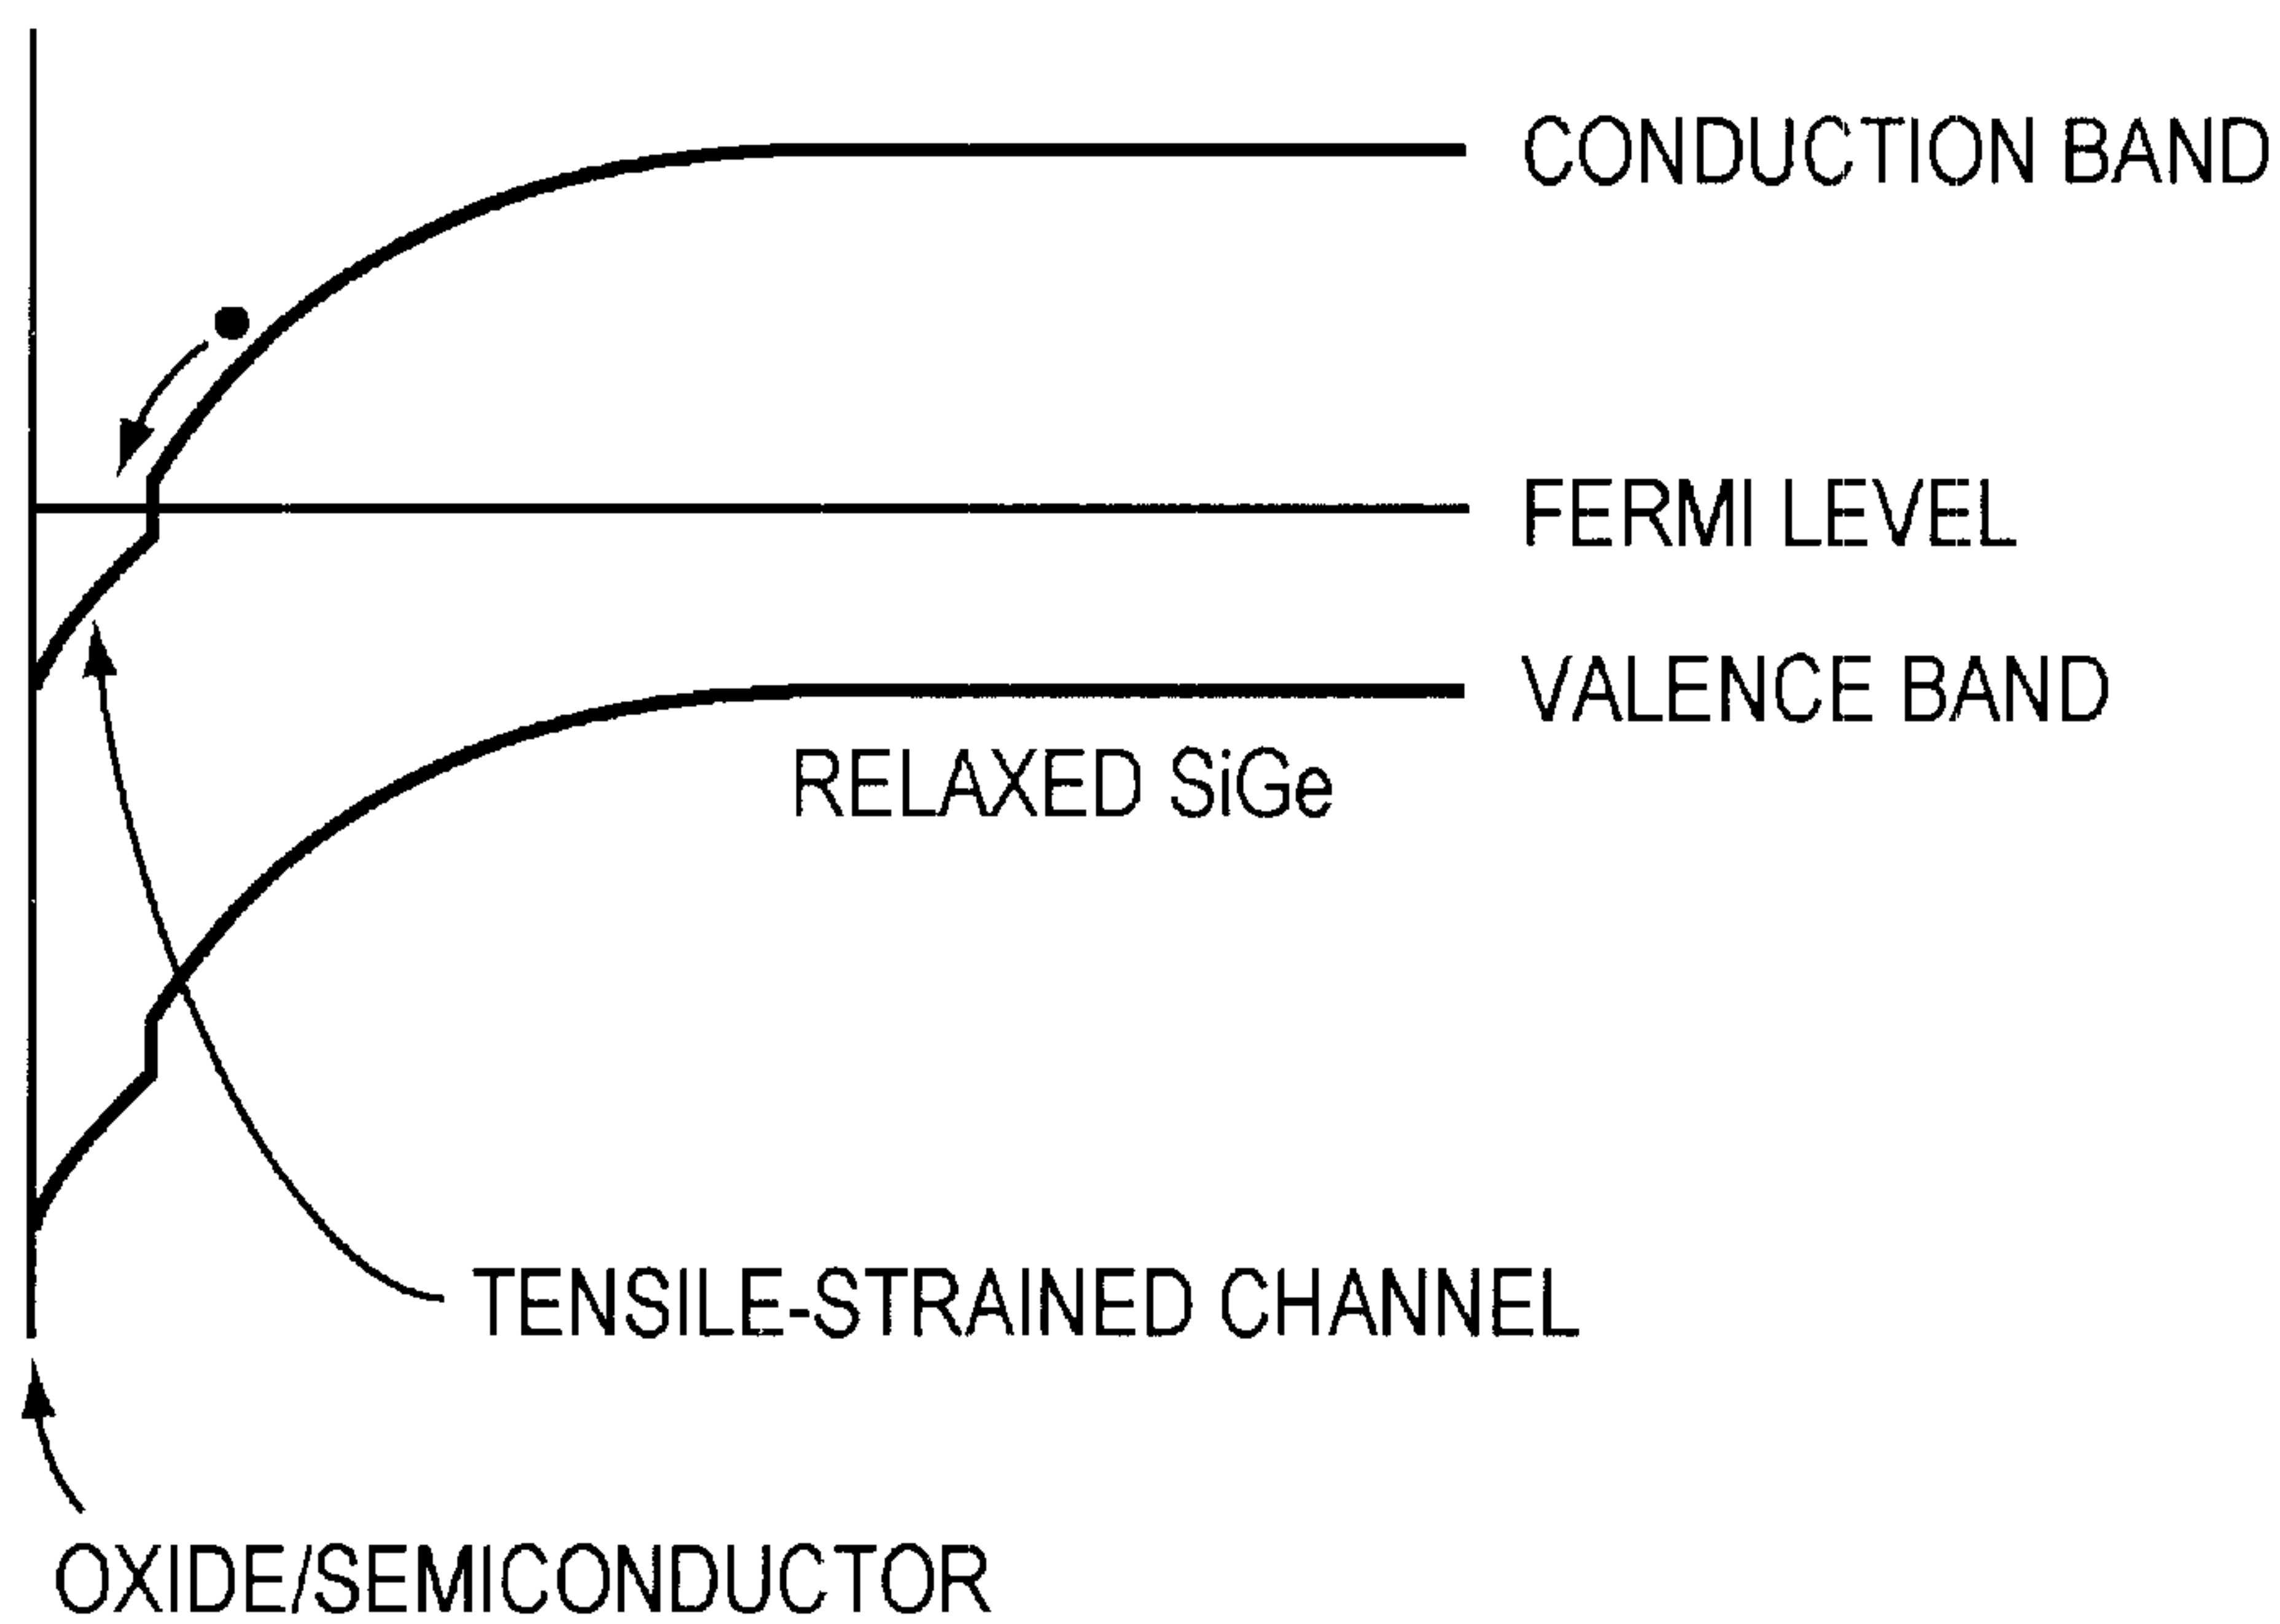 CONDUCTION BAND
FERMI LEVEL
VALENCE BAND
RELAXED SiGe
TENSILE-STRAINED CHANNEL
OXIDE/SEMICONDUCTOR